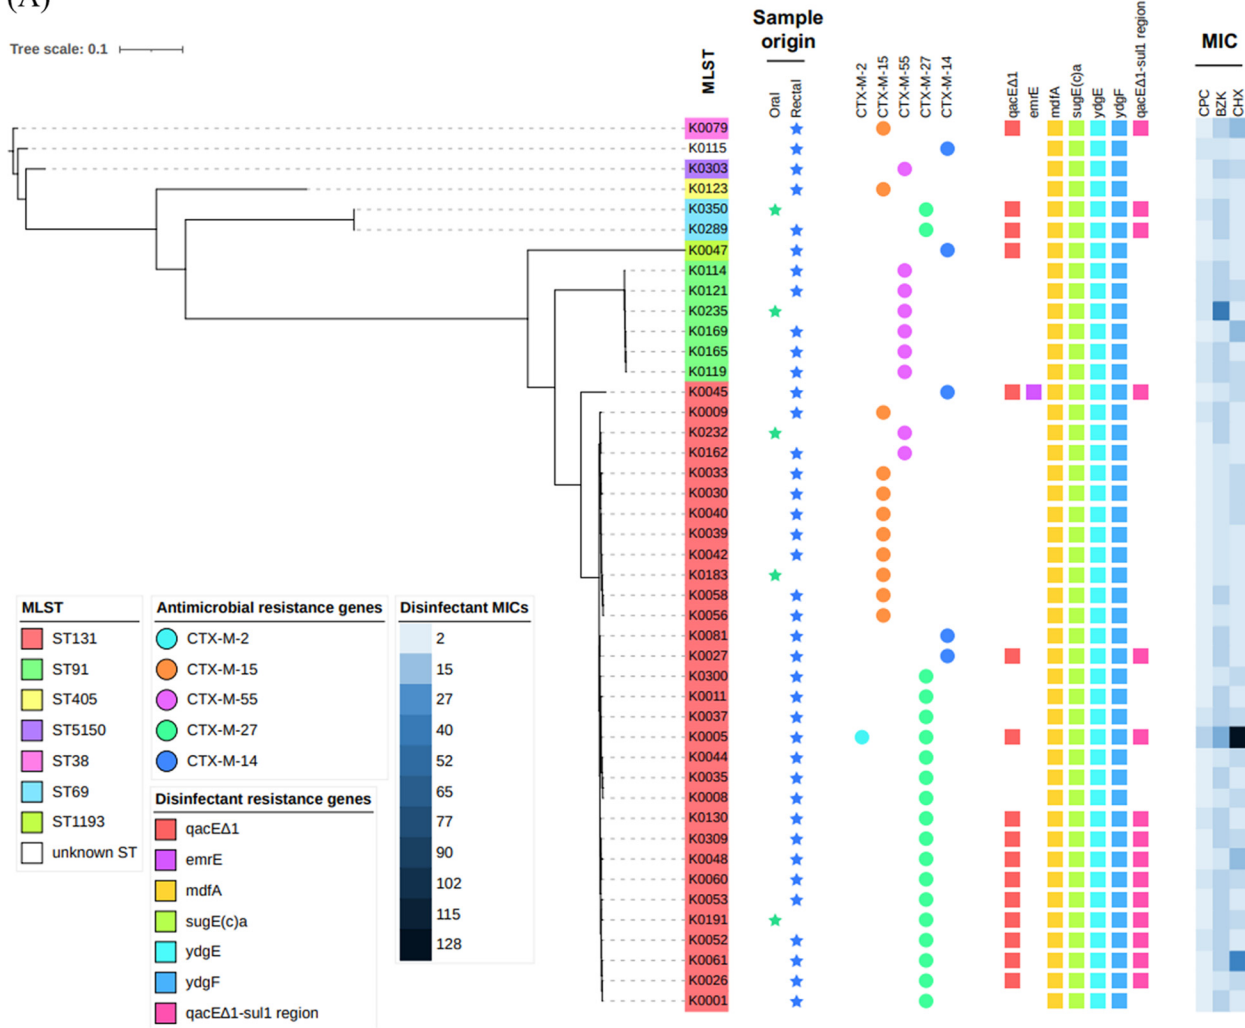 (A)
Tree scale: 0.1
MLST
Sample
origin
Oral
Rectal
CTX-M-2
CTX-M-15
CTX-M-55
CTX-M-27
CTX-M-14
qacEΔ1
emrE
mdfA
sugE(c)a
ydgE
ydgF
qacEΔ1-sul1 region
MIC
CPC
BZK
CHX
K0079
K0115
K0303
K0123
K0350
K0289
K0047
K0114
K0121
K0235
K0169
K0165
K0119
K0045
K0009
K0232
K0162
K0033
K0030
K0040
K0039
K0042
K0183
K0058
K0056
K0081
K0027
K0300
K0011
K0037
K0005
K0044
K0035
K0008
K0130
K0309
K0048
K0060
K0053
K0191
K0052
K0061
K0026
K0001
MLST
ST131
ST91
ST405
ST5150
ST38
ST69
ST1193
unknown ST
Antimicrobial resistance genes
CTX-M-2
CTX-M-15
CTX-M-55
CTX-M-27
CTX-M-14
Disinfectant resistance genes
qacEΔ1
emrE
mdfA
sugE(c)a
ydgE
ydgF
qacEΔ1-sul1 region
Disinfectant MICs
2
15
27
40
52
65
77
90
102
115
128